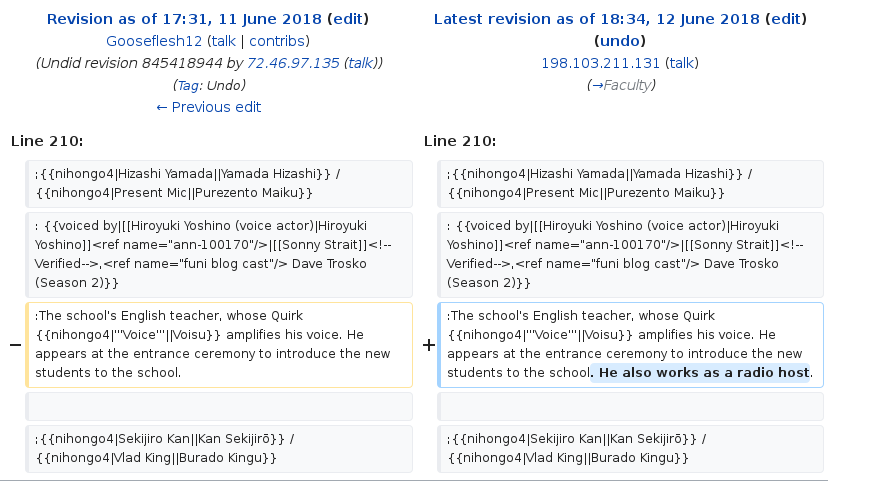 Revision as of 17:31, 11 June 2018 (edit)
Gooseflesh12 (talk | contribs)
(Undid revision 845418944 by 72.46.97.135 (talk))
(Tag: Undo)
← Previous edit
Latest revision as of 18:34, 12 June 2018 (edit)
(undo)
198.103.211.131 (talk)
(→Faculty)
Line 210:
;{{nihongo4|Hizashi Yamada||Yamada Hizashi}} /
{{nihongo4|Present Mic||Purezento Maiku}}
: {{voiced by|[[Hiroyuki Yoshino (voice actor)|Hiroyuki
Yoshino]]<ref name="ann-100170"/>|[[Sonny Strait]]<!--
Verified-->,<ref name="funi blog cast"/> Dave Trosko
(Season 2)}}
− :The school's English teacher, whose Quirk
{{nihongo4|'''Voice'''||Voisu}} amplifies his voice. He
appears at the entrance ceremony to introduce the new
students to the school.
;{{nihongo4|Sekijiro Kan||Kan Sekijirō}} /
{{nihongo4|Vlad King||Burado Kingu}}
Line 210:
;{{nihongo4|Hizashi Yamada||Yamada Hizashi}} /
{{nihongo4|Present Mic||Purezento Maiku}}
: {{voiced by|[[Hiroyuki Yoshino (voice actor)|Hiroyuki
Yoshino]]<ref name="ann-100170"/>|[[Sonny Strait]]<!--
Verified-->,<ref name="funi blog cast"/> Dave Trosko
(Season 2)}}
+ :The school's English teacher, whose Quirk
{{nihongo4|'''Voice'''||Voisu}} amplifies his voice. He
appears at the entrance ceremony to introduce the new
students to the school. He also works as a radio host.
;{{nihongo4|Sekijiro Kan||Kan Sekijirō}} /
{{nihongo4|Vlad King||Burado Kingu}}